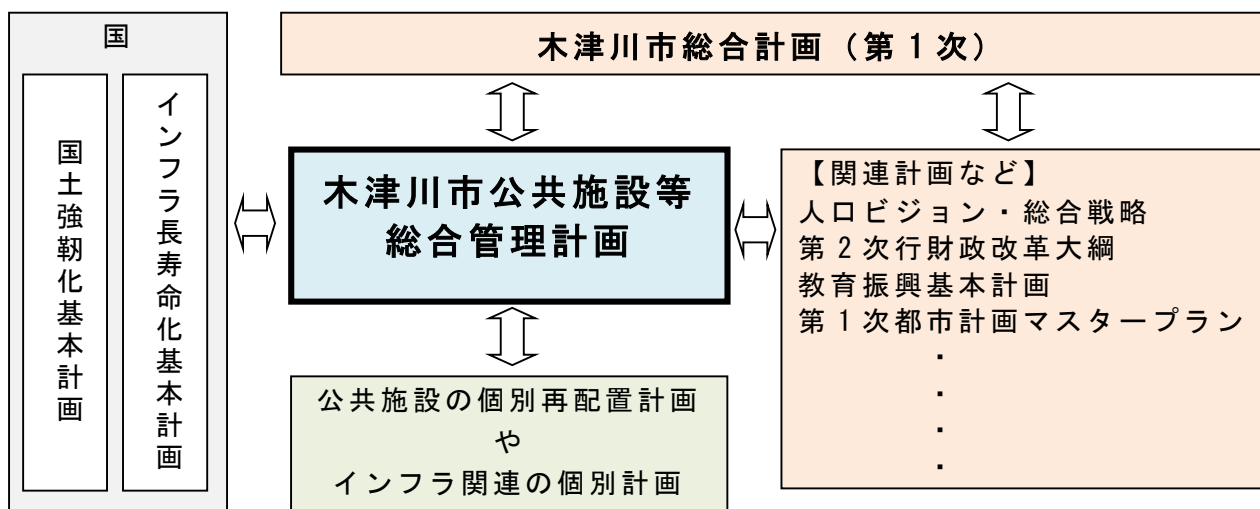 国
国土強靭化基本計画
インフラ長寿命化基本計画
木津川市総合計画（第１次）
木津川市公共施設等
総合管理計画
【関連計画など】
人口ビジョン・総合戦略
第２次行財政改革大綱
教育振興基本計画
第１次都市計画マスタープラン
・
・
・
・
公共施設の個別再配置計画
や
インフラ関連の個別計画